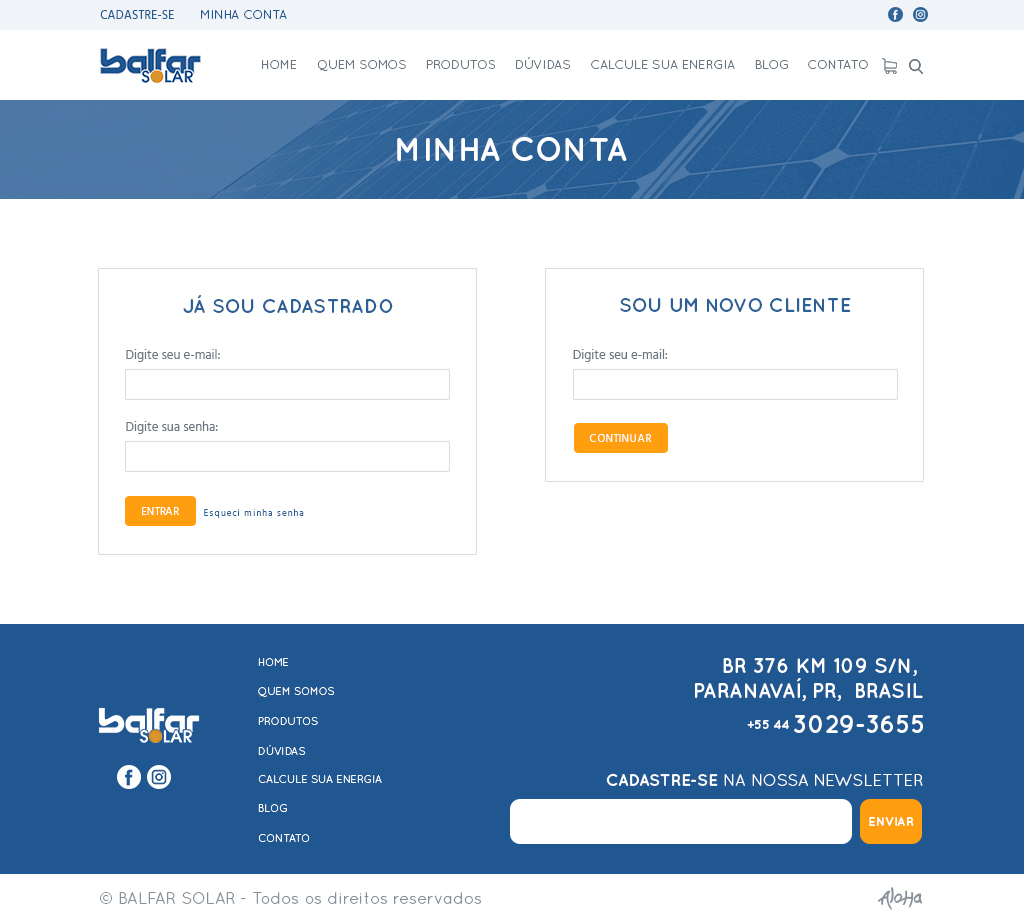 CADASTRE-SE MINHA CONTA
balfar SOLAR
HOME QUEM SOMOS PRODUTOS DÚVIDAS CALCULE SUA ENERGIA BLOG CONTATO
MINHA CONTA
JÁ SOU CADASTRADO
Digite seu e-mail:
Digite sua senha:
ENTRAR Esqueci minha senha
SOU UM NOVO CLIENTE
Digite seu e-mail:
CONTINUAR
balfar SOLAR
HOME
QUEM SOMOS
PRODUTOS
DÚVIDAS
CALCULE SUA ENERGIA
BLOG
CONTATO
BR 376 KM 109 S/N,
PARANAVAÍ, PR, BRASIL
+55 44 3029-3655
CADASTRE-SE NA NOSSA NEWSLETTER
ENVIAR
© BALFAR SOLAR - Todos os direitos reservados
Aloha